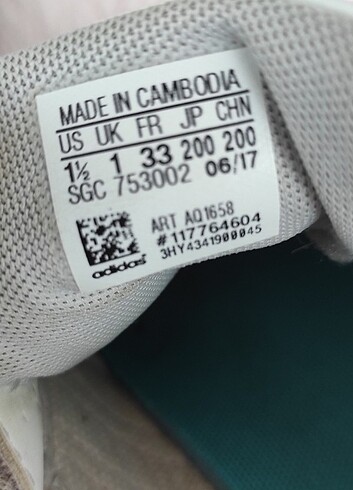 MADE IN CAMBODIA
US UK FR JP CHN
1½ 1 33 200 200
SGC 753002 06/17
ART AQ1658
#117764604
3HY4341900045
adidas